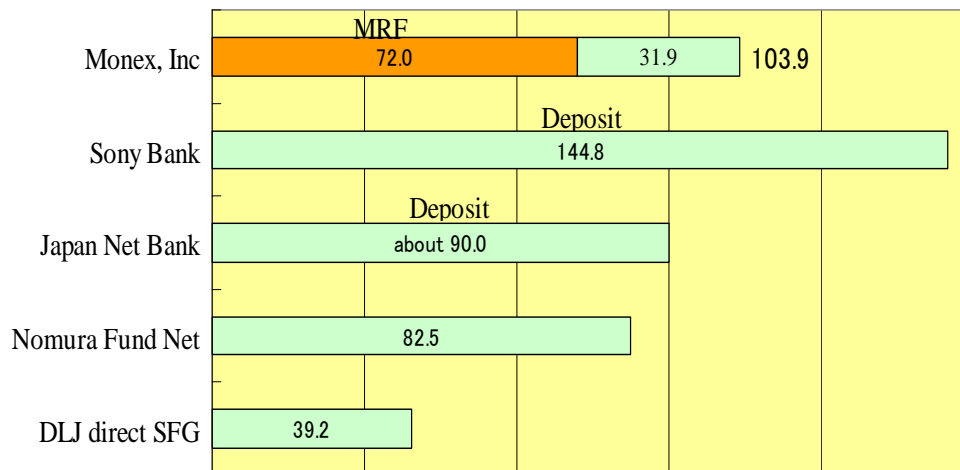 MRF
Monex, Inc
72.0
31.9
103.9
Deposit
Sony Bank
144.8
Deposit
Japan Net Bank
about 90.0
Nomura Fund Net
82.5
DLJ direct SFG
39.2